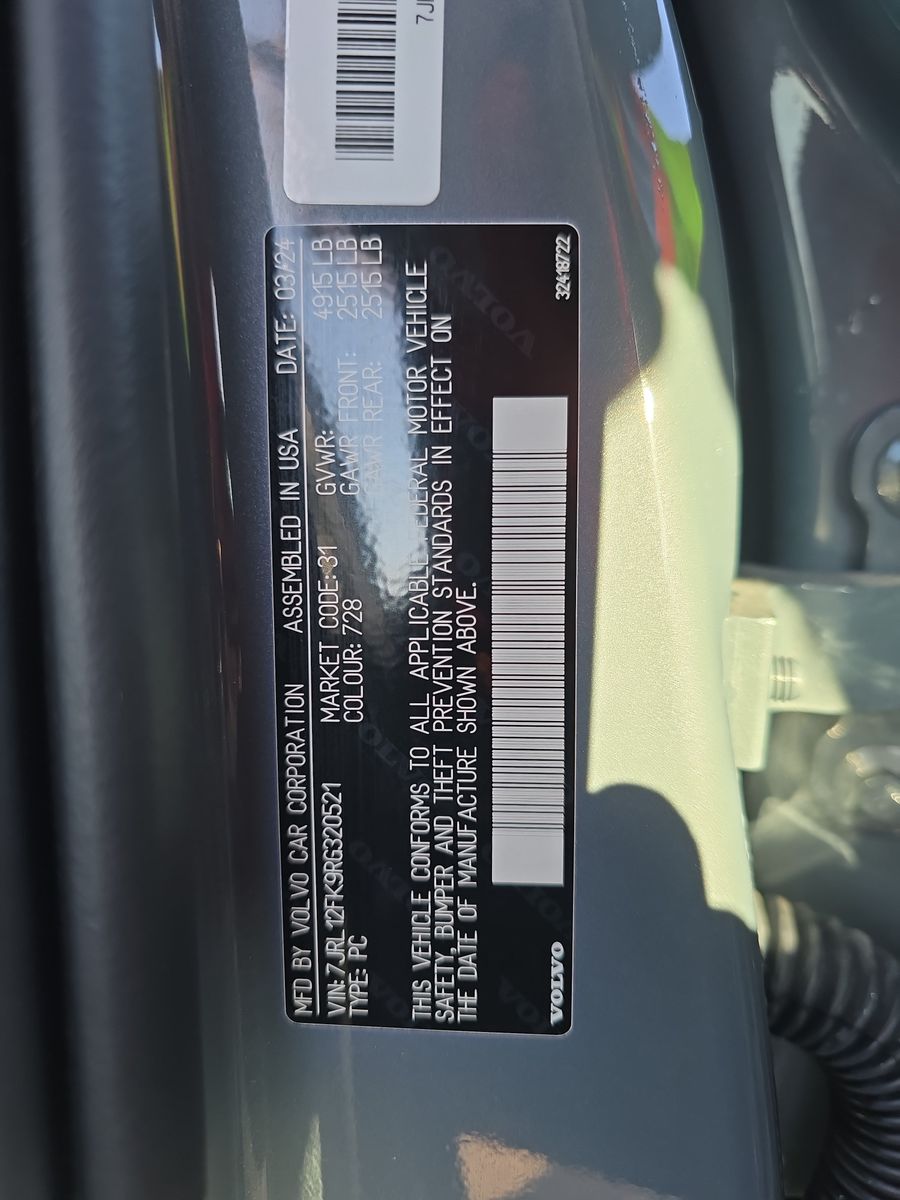 7J
MFD BY VOLVO CAR CORPORATION ASSEMBLED IN USA DATE: 03/24
VIN: 7JRL12FK9RG320521 MARKET CODE: 31 GVWR: 4915 LB
TYPE: PC COLOUR: 728 GAWR FRONT: 2515 LB
GAWR REAR: 2515 LB
THIS VEHICLE CONFORMS TO ALL APPLICABLE FEDERAL MOTOR VEHICLE
SAFETY, BUMPER AND THEFT PREVENTION STANDARDS IN EFFECT ON
THE DATE OF MANUFACTURE SHOWN ABOVE.
VOLVO 32418722